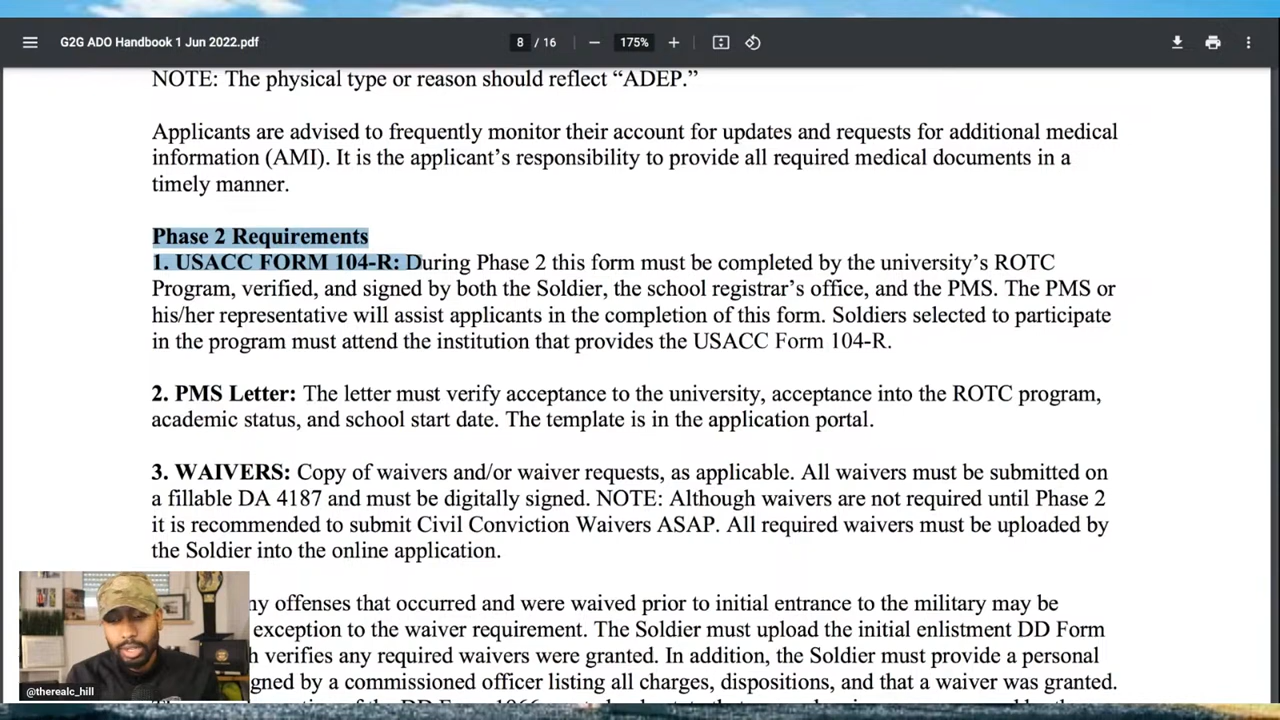 G2G ADO Handbook 1 Jun 2022.pdf
8 / 16
175%
NOTE: The physical type or reason should reflect “ADEP.”
Applicants are advised to frequently monitor their account for updates and requests for additional medical
information (AMI). It is the applicant’s responsibility to provide all required medical documents in a
timely manner.
Phase 2 Requirements
1. USACC FORM 104-R: During Phase 2 this form must be completed by the university’s ROTC
Program, verified, and signed by both the Soldier, the school registrar’s office, and the PMS. The PMS or
his/her representative will assist applicants in the completion of this form. Soldiers selected to participate
in the program must attend the institution that provides the USACC Form 104-R.
2. PMS Letter: The letter must verify acceptance to the university, acceptance into the ROTC program,
academic status, and school start date. The template is in the application portal.
3. WAIVERS: Copy of waivers and/or waiver requests, as applicable. All waivers must be submitted on
a fillable DA 4187 and must be digitally signed. NOTE: Although waivers are not required until Phase 2
it is recommended to submit Civil Conviction Waivers ASAP. All required waivers must be uploaded by
the Soldier into the online application.
ny offenses that occurred and were waived prior to initial entrance to the military may be
exception to the waiver requirement. The Soldier must upload the initial enlistment DD Form
h verifies any required waivers were granted. In addition, the Soldier must provide a personal
gned by a commissioned officer listing all charges, dispositions, and that a waiver was granted.
@therealc_hill